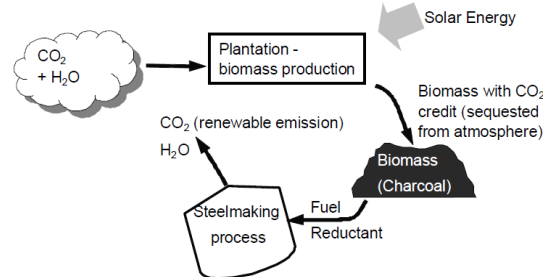 Solar Energy
CO2
+ H2O
Plantation -
biomass production
Biomass with CO2
credit (sequested
from atmosphere)
CO2 (renewable emission)
H2O
Biomass
(Charcoal)
Fuel
Reductant
Steelmaking
process